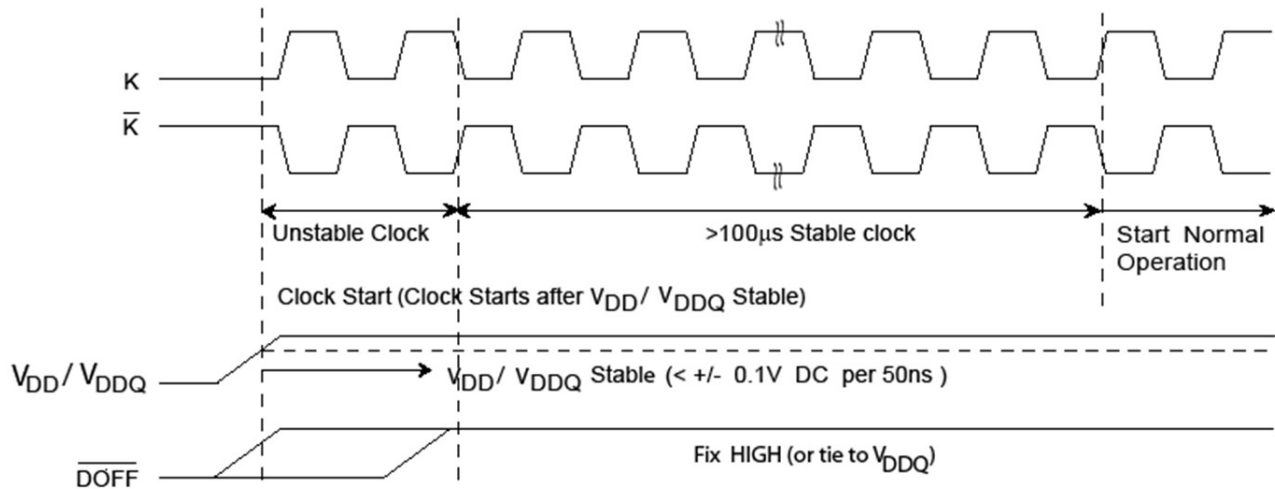 K
K̅
Unstable Clock
>100μs Stable clock
Start Normal
Operation
Clock Start (Clock Starts after VDD/ VDDQ Stable)
VDD/ VDDQ
VDD/ VDDQ Stable (< +/- 0.1V DC per 50ns )
D̅O̅F̅F̅
Fix HIGH (or tie to VDDQ)